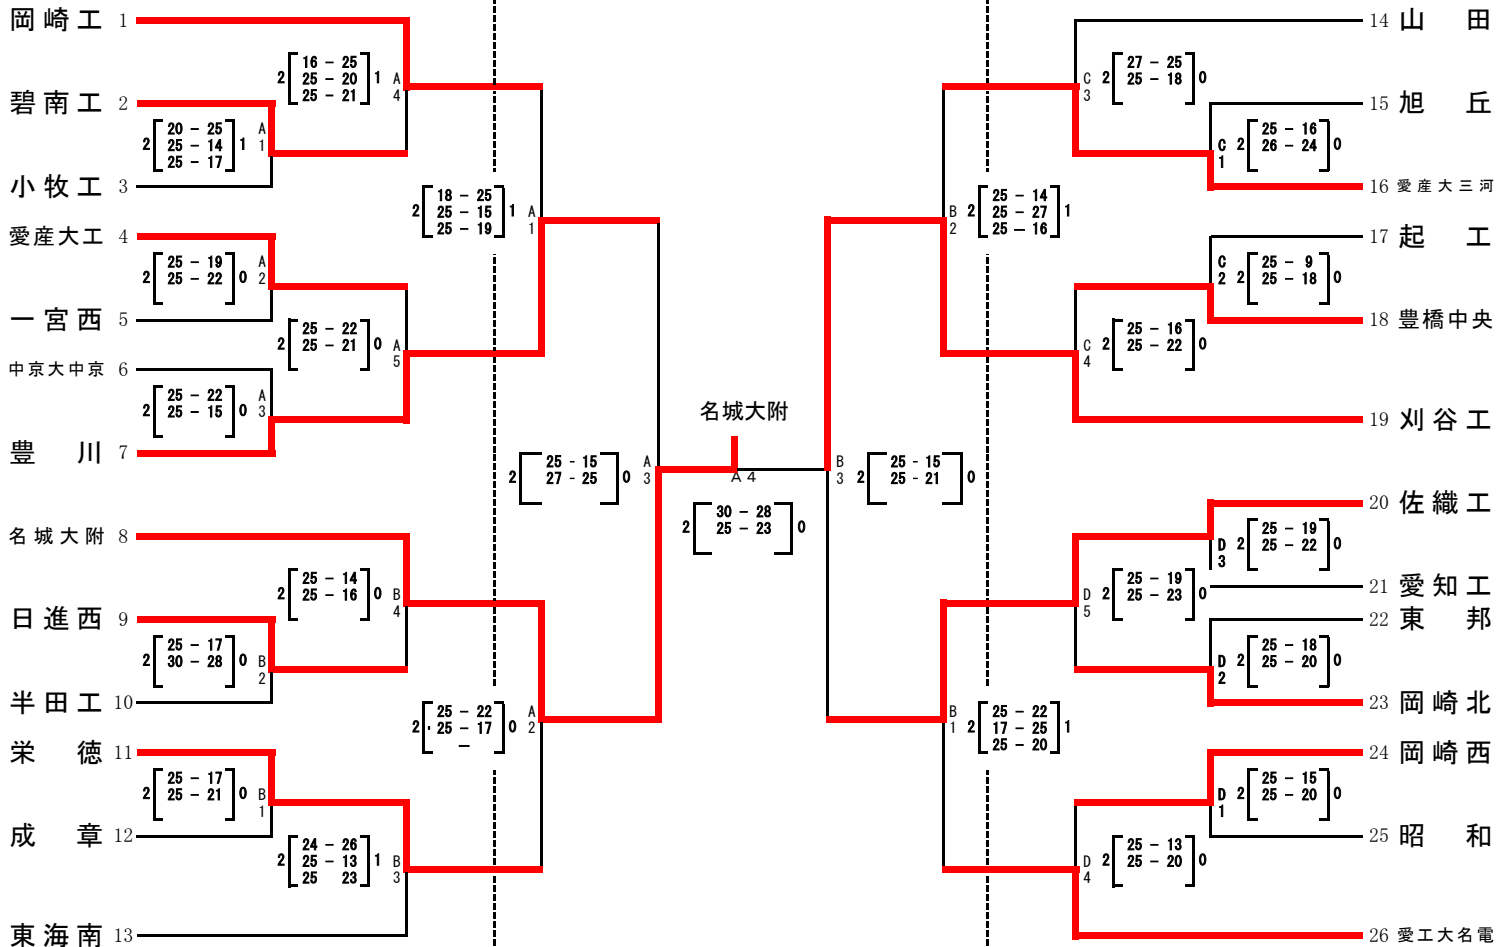 岡崎工 1
碧南工 2
小牧工 3
愛産大工 4
一宮西 5
中京大中京 6
豊川 7
名城大附 8
日進西 9
半田工 10
栄徳 11
成章 12
東海南 13
2 16 － 25 1
25 － 20
25 － 21
A
4
2 20 － 25 1
25 － 14
25 － 17
A
1
2 25 － 19 0
25 － 22
A
2
2 25 － 22 0
25 － 21
A
5
2 25 － 22 0
25 － 15
A
3
2 25 － 14 0
25 － 16
B
4
2 25 － 17 0
30 － 28
B
2
2 25 － 17 0
25 － 21
B
1
2 24 － 26 1
25 － 13
25 23
B
3
2 18 － 25 1
25 － 15
25 － 19
A
1
2 25 － 22 0
25 － 17
－
A
2
2 25 - 15 0
27 - 25
A
3
名城大附
A 4
2 30 － 28 0
25 － 23
B
3
2 25 - 15 0
25 - 21
B
2
2 25 － 14 1
25 － 27
25 － 16
B
1
2 25 － 22 1
17 － 25
25 － 20
C
3
2 27 － 25 0
25 － 18
C
1
2 25 － 16 0
26 － 24
C
2
2 25 － 9 0
25 － 18
C
4
2 25 － 16 0
25 － 22
D
3
2 25 － 19 0
25 － 22
D
5
2 25 － 19 0
25 － 23
D
2
2 25 － 18 0
25 － 20
D
1
2 25 － 15 0
25 － 20
D
4
2 25 － 13 0
25 － 20
14 山田
15 旭丘
16 愛産大三河
17 起工
18 豊橋中央
19 刈谷工
20 佐織工
21 愛知工
22 東邦
23 岡崎北
24 岡崎西
25 昭和
26 愛工大名電